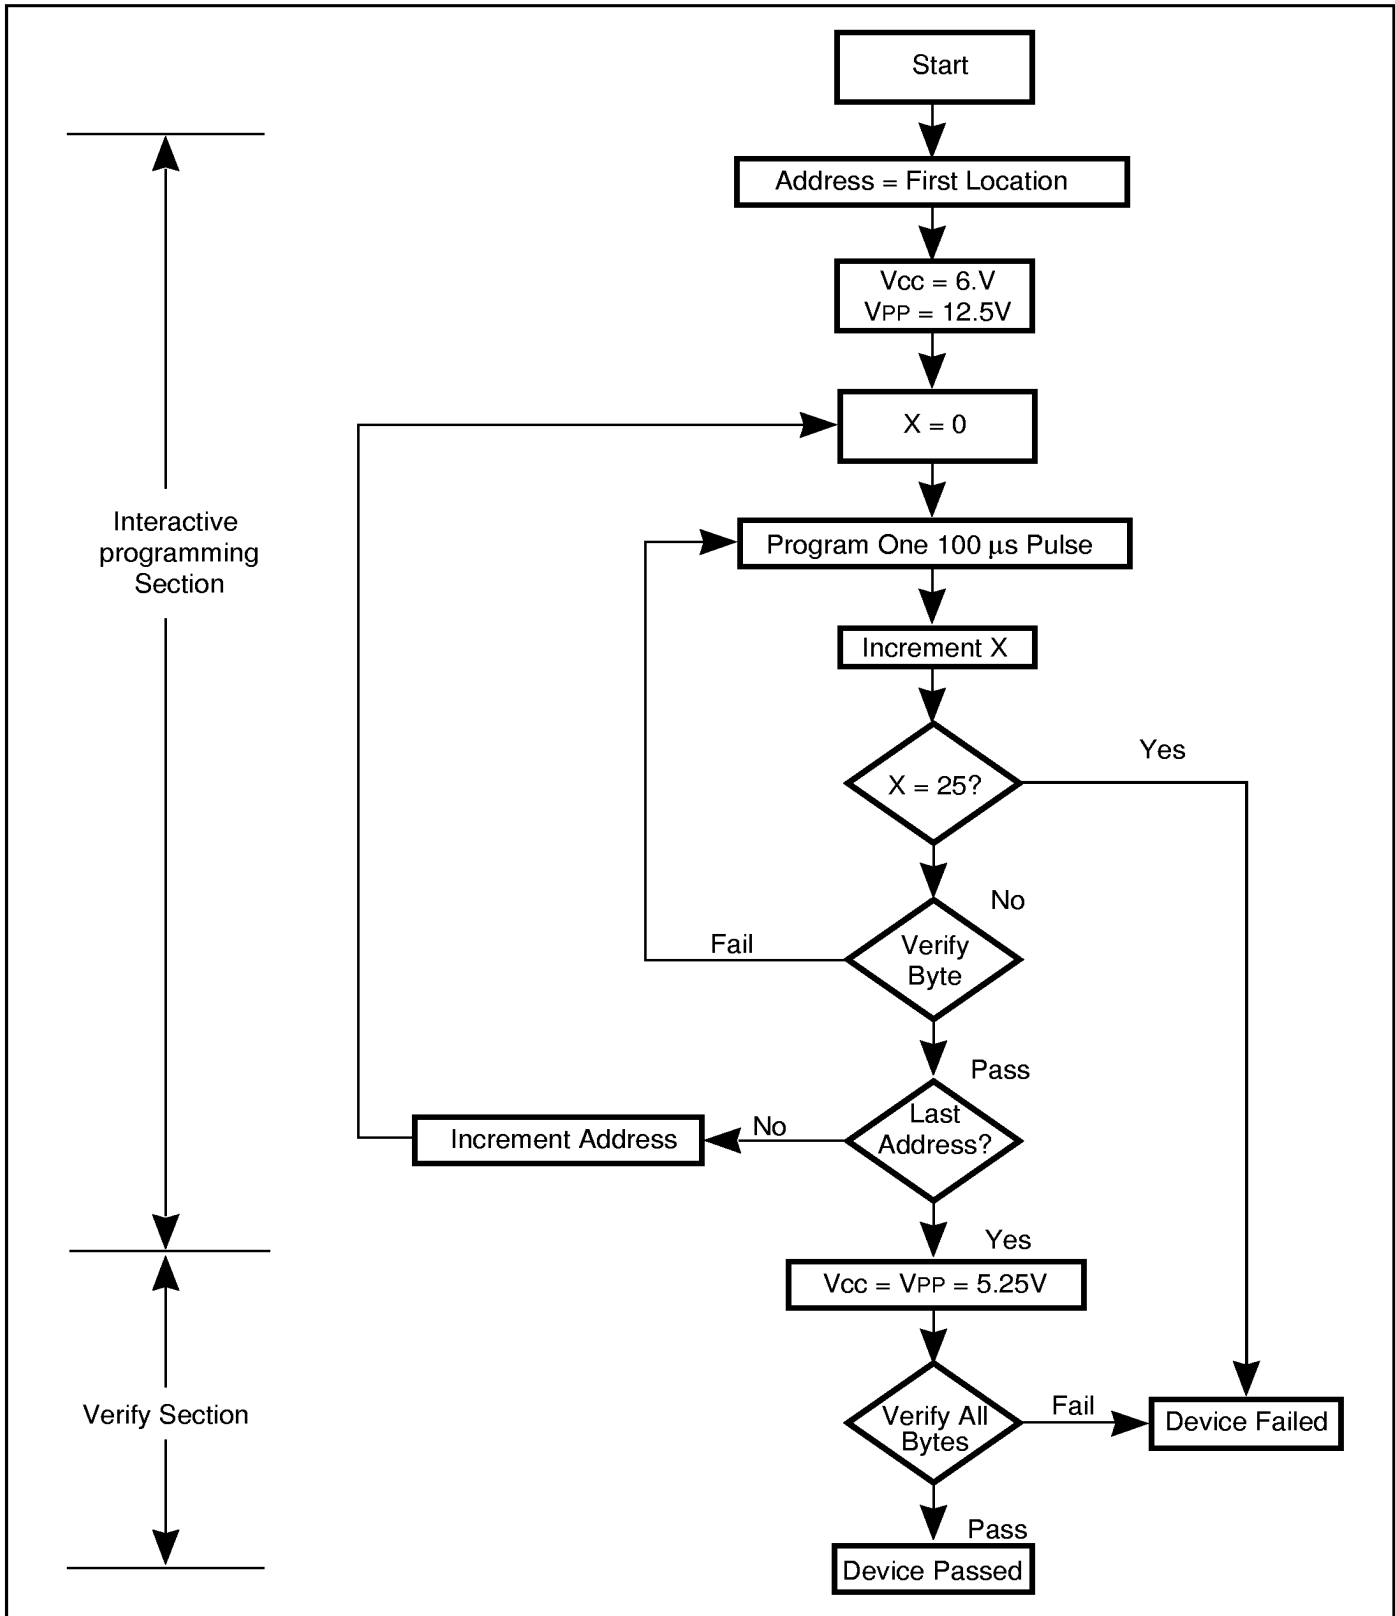 Start
Address = First Location
Vcc = 6.V
VPP = 12.5V
X = 0
Interactive
programming
Section
Program One 100 μs Pulse
Increment X
X = 25?
Yes
No
Verify
Byte
Fail
Pass
Last
Address?
No
Increment Address
Yes
Vcc = VPP = 5.25V
Verify Section
Verify All
Bytes
Fail
Device Failed
Pass
Device Passed